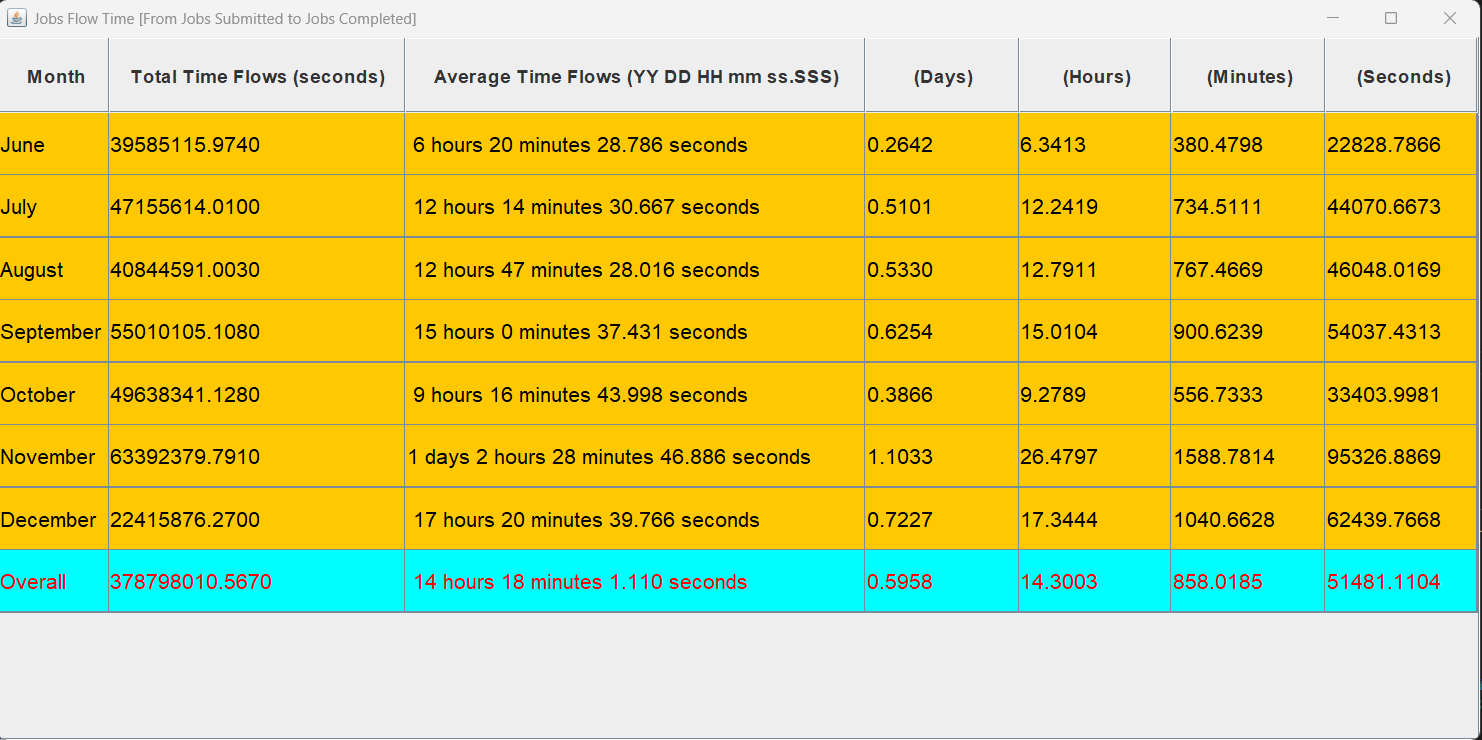 Jobs Flow Time [From Jobs Submitted to Jobs Completed]
Month Total Time Flows (seconds) Average Time Flows (YY DD HH mm ss.SSS) (Days) (Hours) (Minutes) (Seconds)
June 39585115.9740 6 hours 20 minutes 28.786 seconds 0.2642 6.3413 380.4798 22828.7866
July 47155614.0100 12 hours 14 minutes 30.667 seconds 0.5101 12.2419 734.5111 44070.6673
August 40844591.0030 12 hours 47 minutes 28.016 seconds 0.5330 12.7911 767.4669 46048.0169
September 55010105.1080 15 hours 0 minutes 37.431 seconds 0.6254 15.0104 900.6239 54037.4313
October 49638341.1280 9 hours 16 minutes 43.998 seconds 0.3866 9.2789 556.7333 33403.9981
November 63392379.7910 1 days 2 hours 28 minutes 46.886 seconds 1.1033 26.4797 1588.7814 95326.8869
December 22415876.2700 17 hours 20 minutes 39.766 seconds 0.7227 17.3444 1040.6628 62439.7668
Overall 378798010.5670 14 hours 18 minutes 1.110 seconds 0.5958 14.3003 858.0185 51481.1104